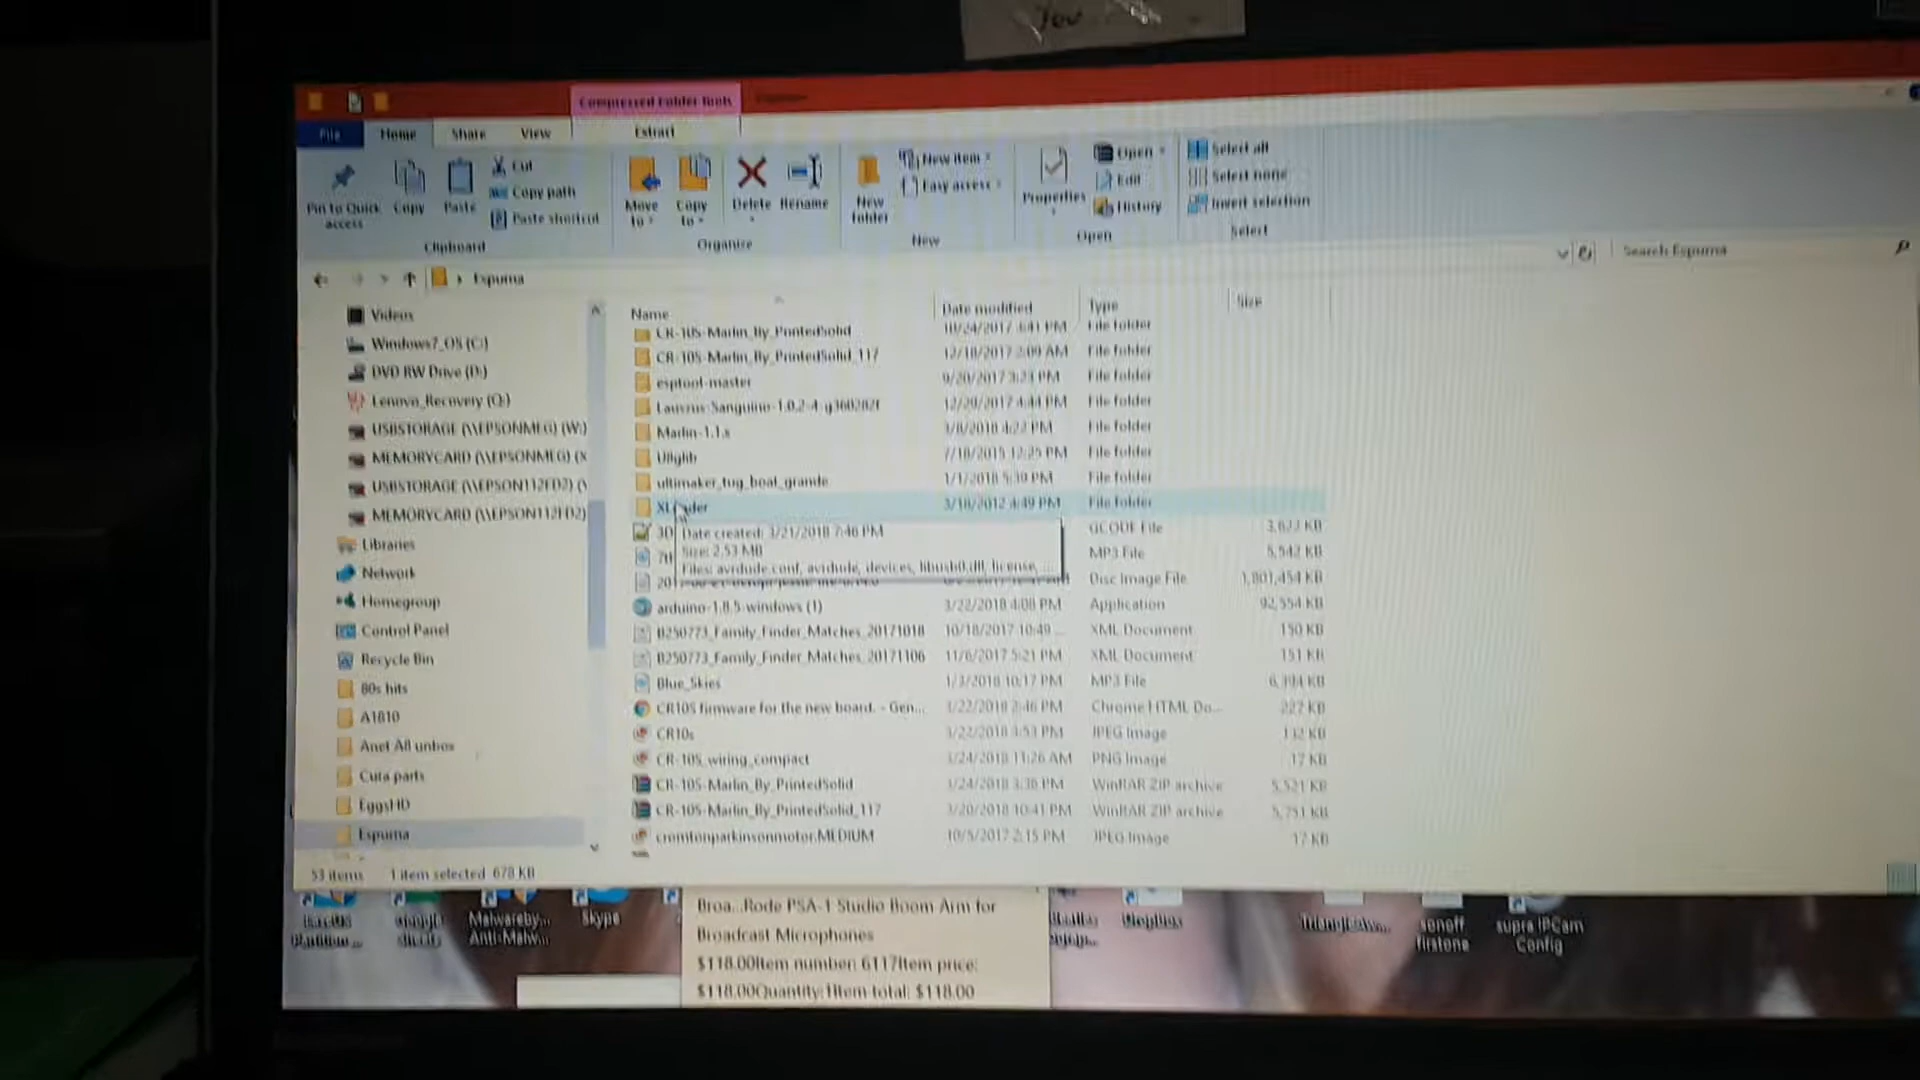 You
Compressed Folder Tools
File Home Share View Extract
Pin to Quick access
Copy
Paste
Cut
Copy path
Paste shortcut
Clipboard
Move to
Copy to
Delete
Rename
Organize
New folder
New item
Easy access
New
Properties
Open
Edit
History
Open
Select all
Select none
Invert selection
Select
Espuma
Search Espuma
Name Date modified Type Size
Videos
Windows7_OS (C:)
DVD RW Drive (D:)
Lenovo_Recovery (Q:)
USBSTORAGE (\\EPSONMFG) (W:)
MEMORYCARD (\\EPSONMFG) (X
USBSTORAGE (\\EPSON112FD2) (
MEMORYCARD (\\EPSON112FD2)
Libraries
Network
Homegroup
Control Panel
Recycle Bin
80s hits
A1810
Anet A8 unbox
Cura parts
EggsHD
Espuma
CR-10S-Marlin_By_PrintedSolid 10/24/2017 3:41 PM File folder
CR-10S-Marlin_By_PrintedSolid_117 12/18/2017 2:09 AM File folder
esptool-master 9/20/2017 3:23 PM File folder
Lauszus-Sanguino-1.0.2-4-g360282f 12/29/2017 4:44 PM File folder
Marlin-1.1.x 3/8/2018 4:22 PM File folder
U8glib 7/18/2015 12:25 PM File folder
ultimaker_tug_boat_grande 1/1/2018 5:39 PM File folder
XLoader 3/18/2012 4:49 PM File folder
3D GCODE File 3,622 KB
Date created: 3/21/2018 7:46 PM
Size: 2.53 MB
Files: avrdude.conf, avrdude, devices, libusb0.dll, license, ...
MP3 File 5,542 KB
Disc Image File 1,801,454 KB
arduino-1.8.5-windows (1) 3/22/2018 4:08 PM Application 92,554 KB
B250773_Family_Finder_Matches_20171018 10/18/2017 10:49 ... XML Document 150 KB
B250773_Family_Finder_Matches_20171106 11/6/2017 5:21 PM XML Document 151 KB
Blue_Skies 1/3/2018 10:17 PM MP3 File 6,394 KB
CR10S firmware for the new board. - Gen... 3/22/2018 2:46 PM Chrome HTML Do... 227 KB
CR10s 3/22/2018 3:53 PM JPEG Image 132 KB
CR-10S_wiring_compact 3/24/2018 11:26 AM PNG Image 17 KB
CR-10S-Marlin_By_PrintedSolid 3/24/2018 3:36 PM WinRAR ZIP archive 5,521 KB
CR-10S-Marlin_By_PrintedSolid_117 3/20/2018 10:41 PM WinRAR ZIP archive 5,751 KB
cromtonparkinsonmotor.MEDIUM 10/5/2017 2:15 PM JPEG Image 17 KB
53 items 1 item selected 678 KB
Malwareby...
Anti-Malw...
Skype
Broa...Rode PSA-1 Studio Boom Arm for
Broadcast Microphones
$118.00Item number: 6117Item price:
$118.00Quantity:1Item total: $118.00
Dropbox
sonoff
firstone
supra IPCam
Config